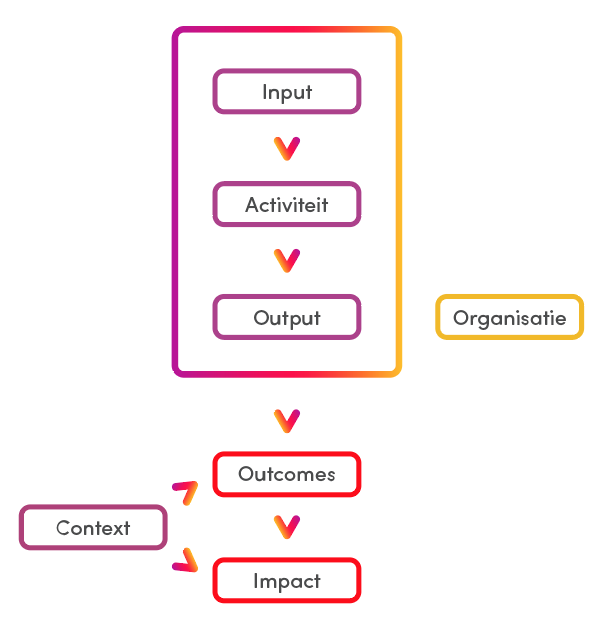 Input
Activiteit
Output
Organisatie
Outcomes
Context
Impact